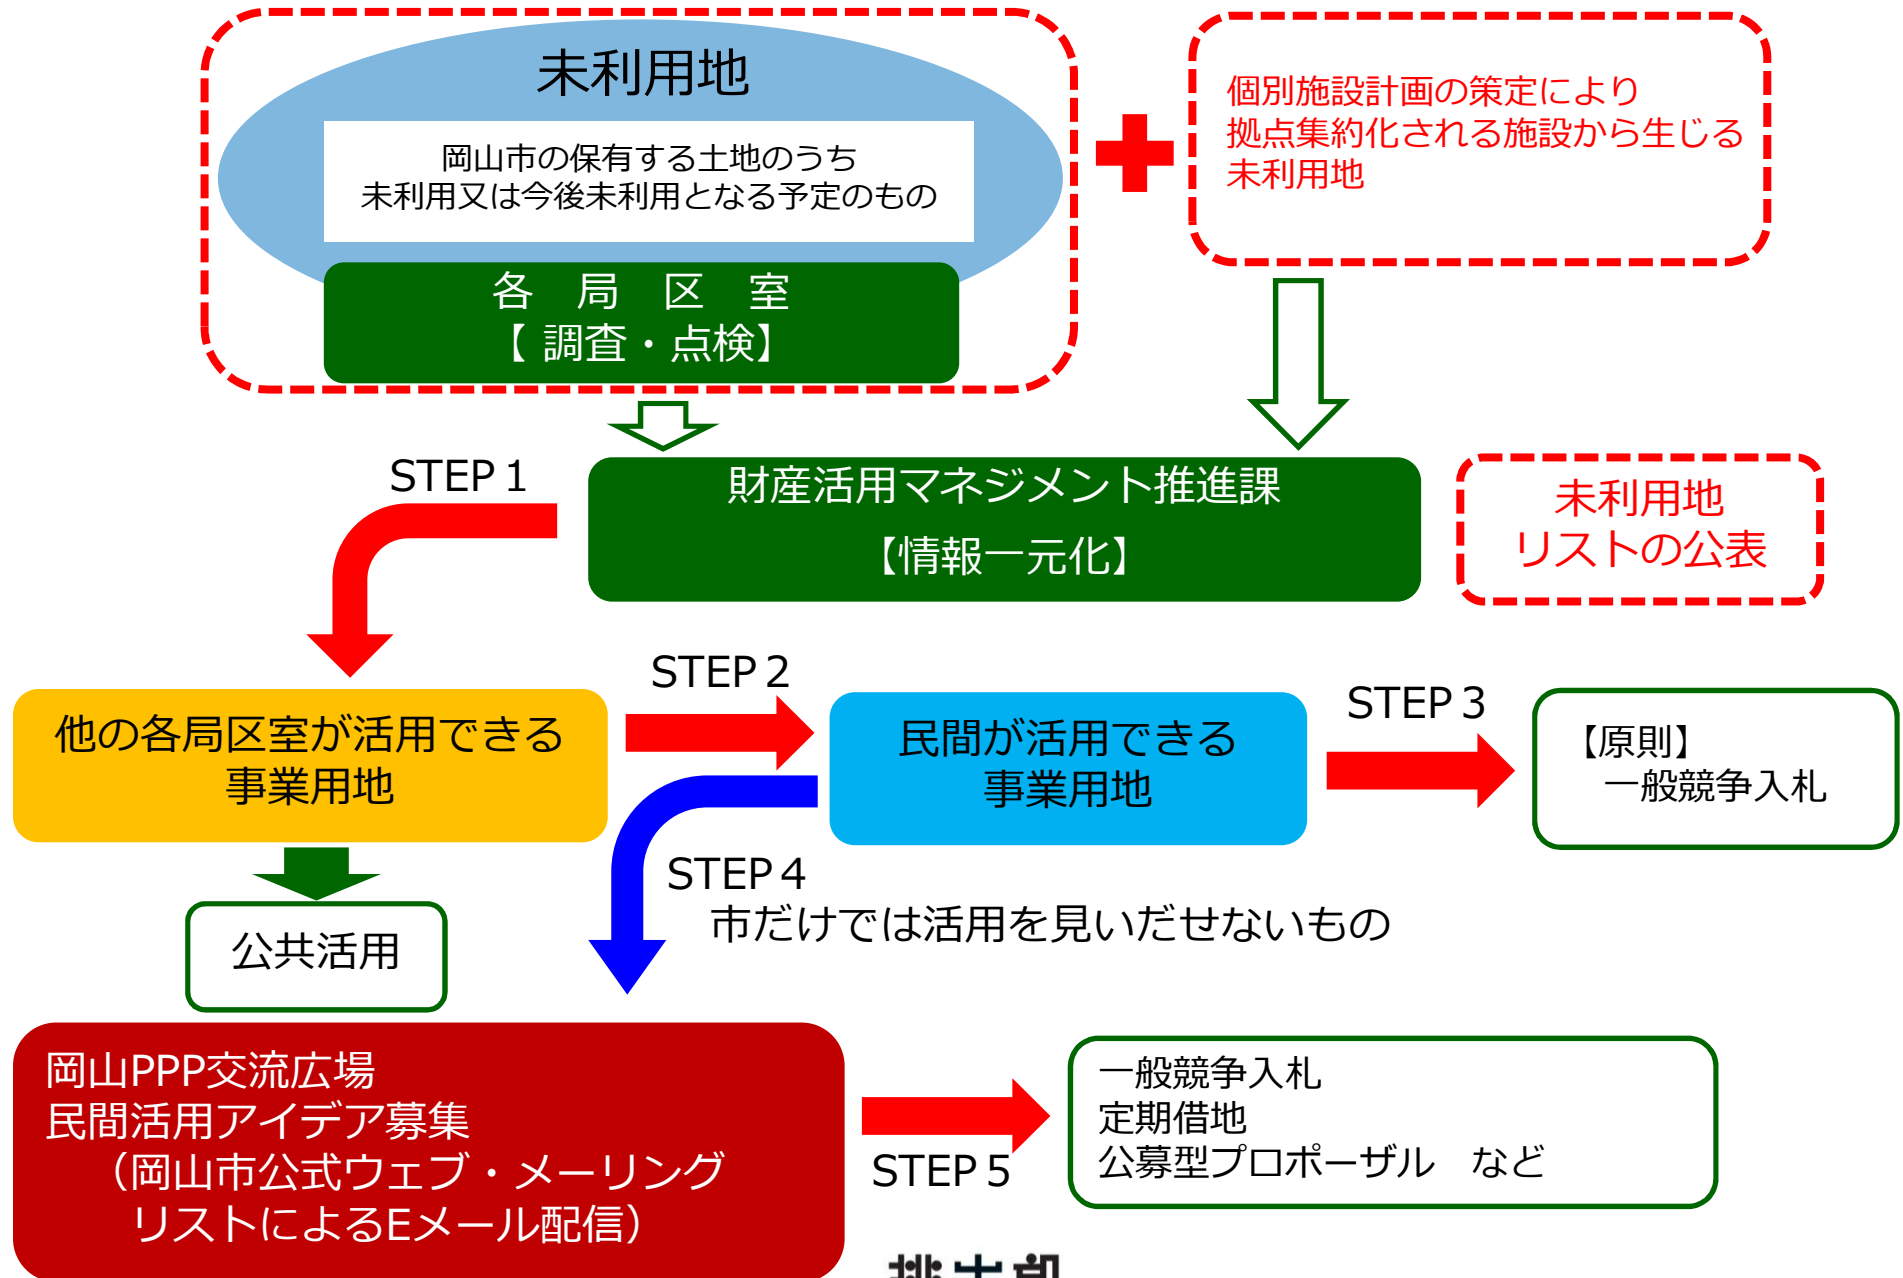 未利用地
岡山市の保有する土地のうち
未利用又は今後未利用となる予定のもの
各　局　区　室
【 調査・点検】
個別施設計画の策定により
拠点集約化される施設から生じる
未利用地
財産活用マネジメント推進課
【情報一元化】
未利用地
リストの公表
STEP１
他の各局区室が活用できる
事業用地
STEP２
民間が活用できる
事業用地
STEP３
【原則】
一般競争入札
公共活用
STEP４
市だけでは活用を見いだせないもの
岡山PPP交流広場
民間活用アイデア募集
（岡山市公式ウェブ・メーリング
リストによるEメール配信）
STEP５
一般競争入札
定期借地
公募型プロポーザル　など